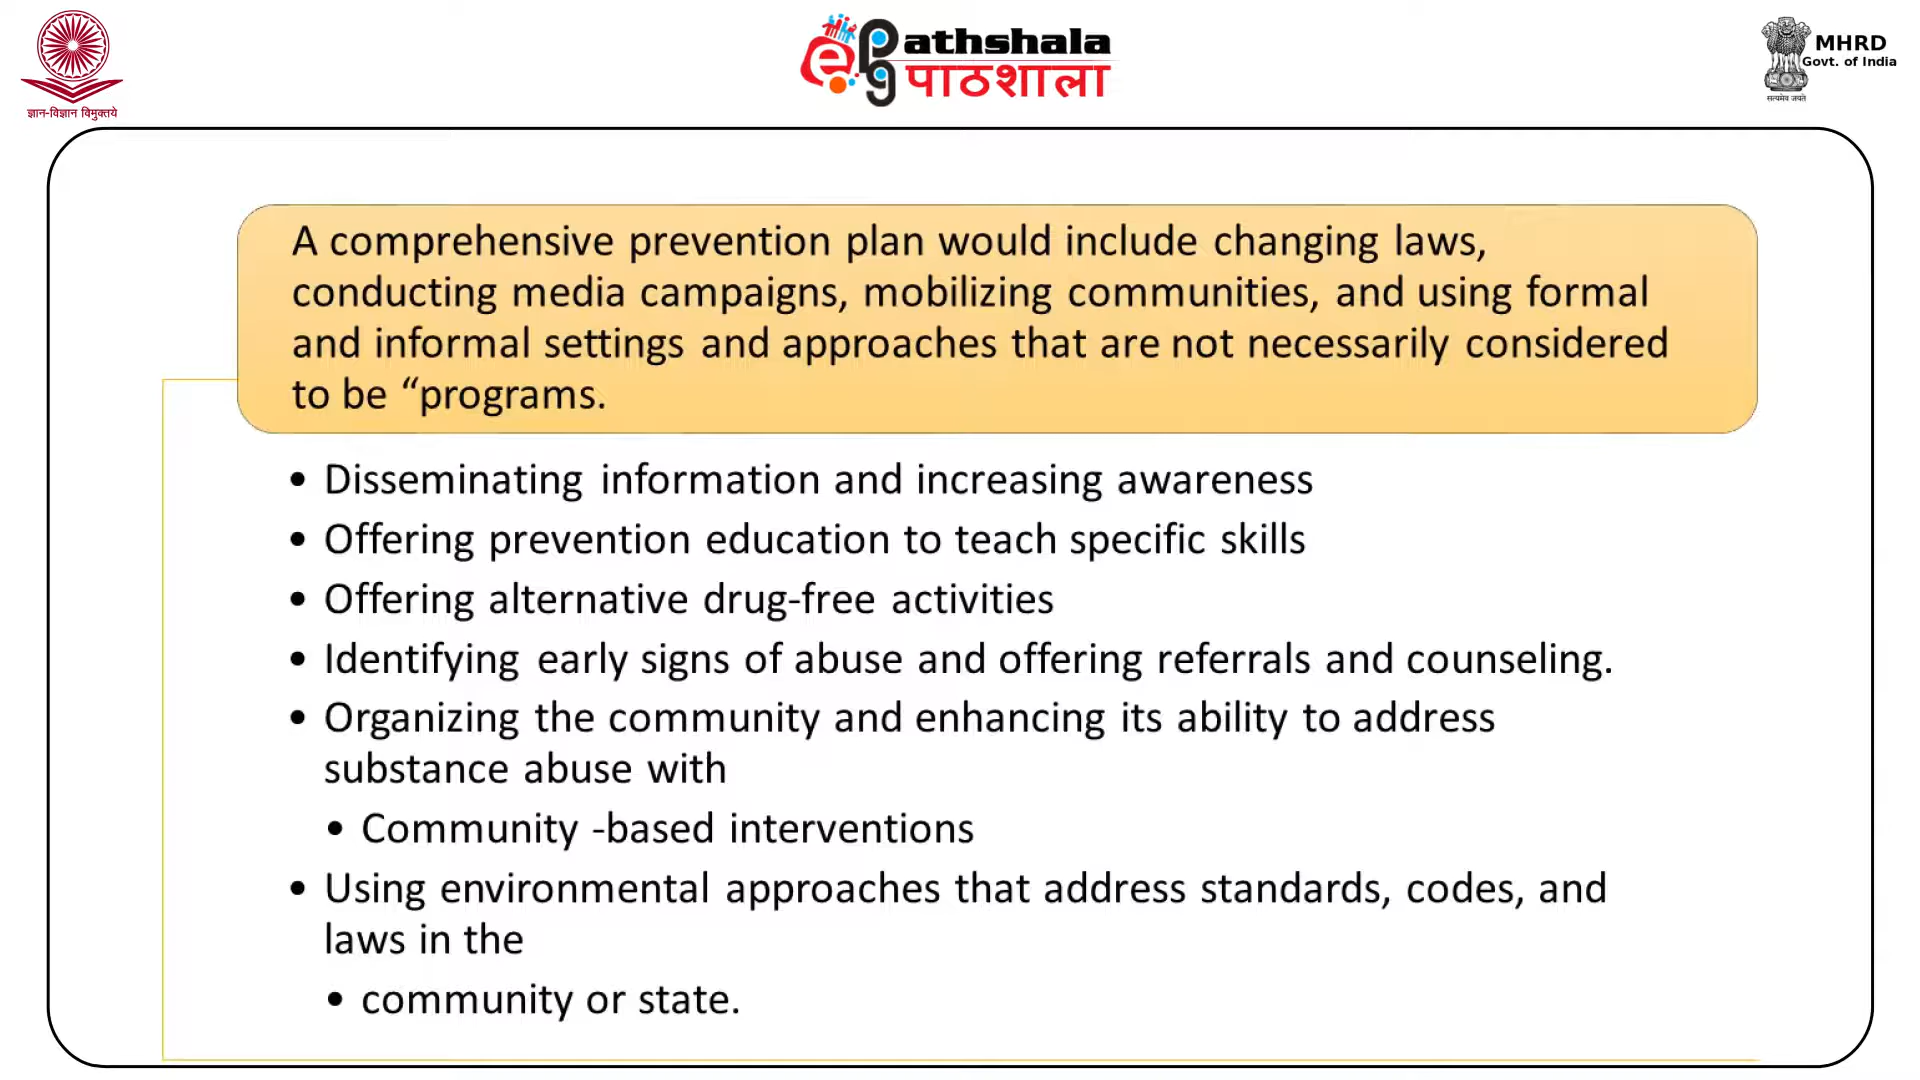 ज्ञान-विज्ञान विमुक्तये
ePg Pathshala
पाठशाला
MHRD
Govt. of India
सत्यमेव जयते
A comprehensive prevention plan would include changing laws,
conducting media campaigns, mobilizing communities, and using formal
and informal settings and approaches that are not necessarily considered
to be “programs.
• Disseminating information and increasing awareness
• Offering prevention education to teach specific skills
• Offering alternative drug-free activities
• Identifying early signs of abuse and offering referrals and counseling.
• Organizing the community and enhancing its ability to address
substance abuse with
• Community -based interventions
• Using environmental approaches that address standards, codes, and
laws in the
• community or state.